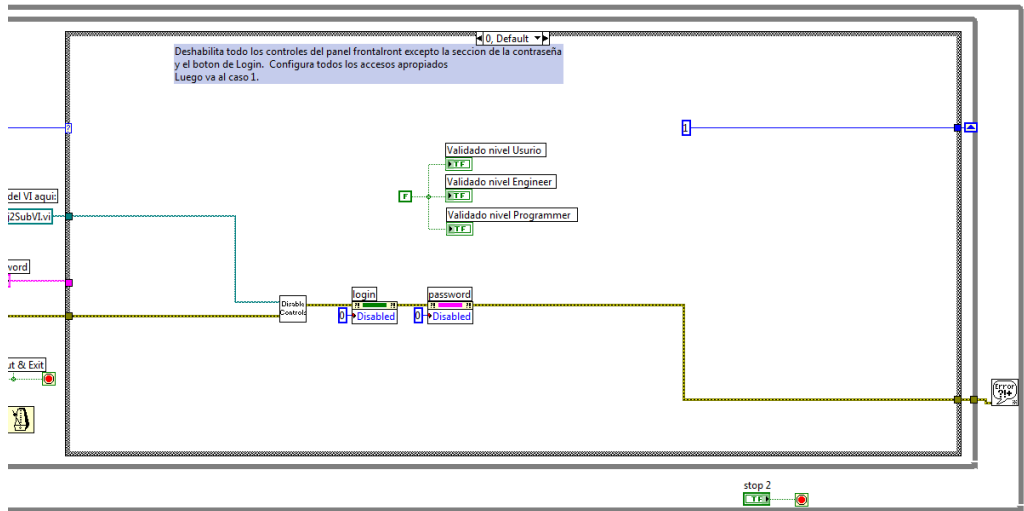 0, Default
Deshabilita todo los controles del panel frontalront excepto la seccion de la contraseña
y el boton de Login. Configura todos los accesos apropiados
Luego va al caso 1.
?
1
Validado nivel Usurio
TF
Validado nivel Engineer
F
TF
del VI aqui:
Validado nivel Programmer
j2SubVI.vi
TF
word
login
password
Disable
Controls
0
Disabled
0
Disabled
ut & Exit
Error
?!+
stop 2
TF